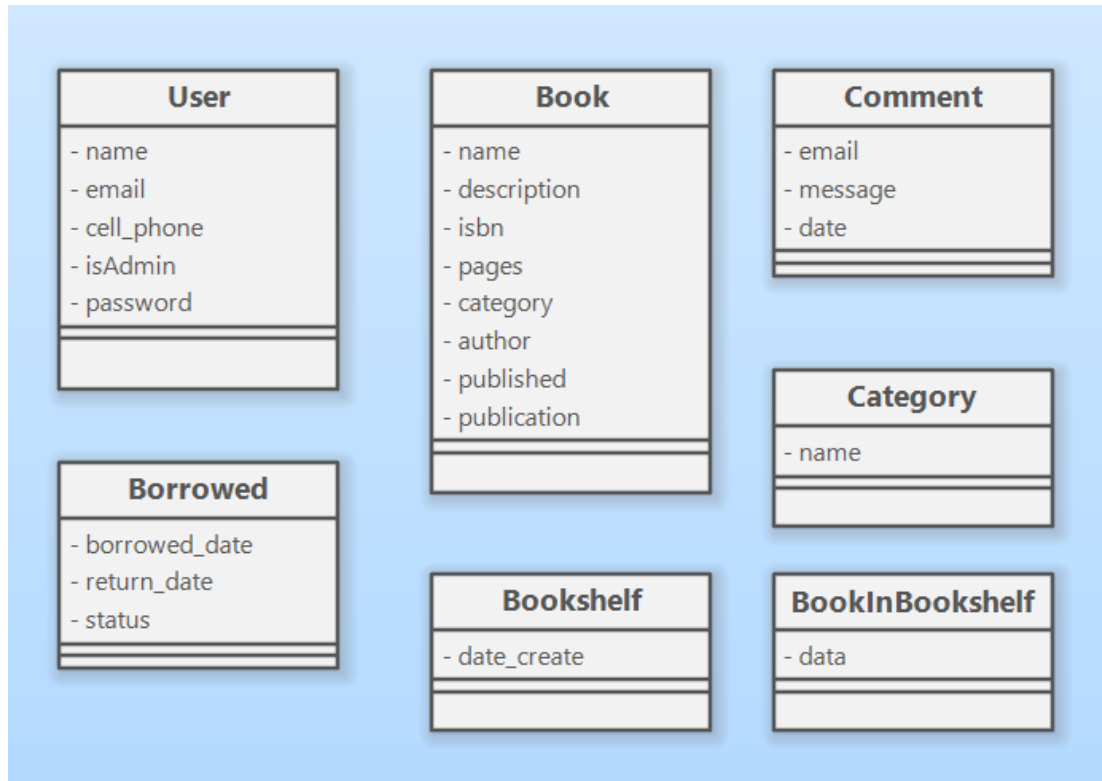 User
- name
- email
- cell_phone
- isAdmin
- password
Book
- name
- description
- isbn
- pages
- category
- author
- published
- publication
Comment
- email
- message
- date
Category
- name
Borrowed
- borrowed_date
- return_date
- status
Bookshelf
- date_create
BookInBookshelf
- data